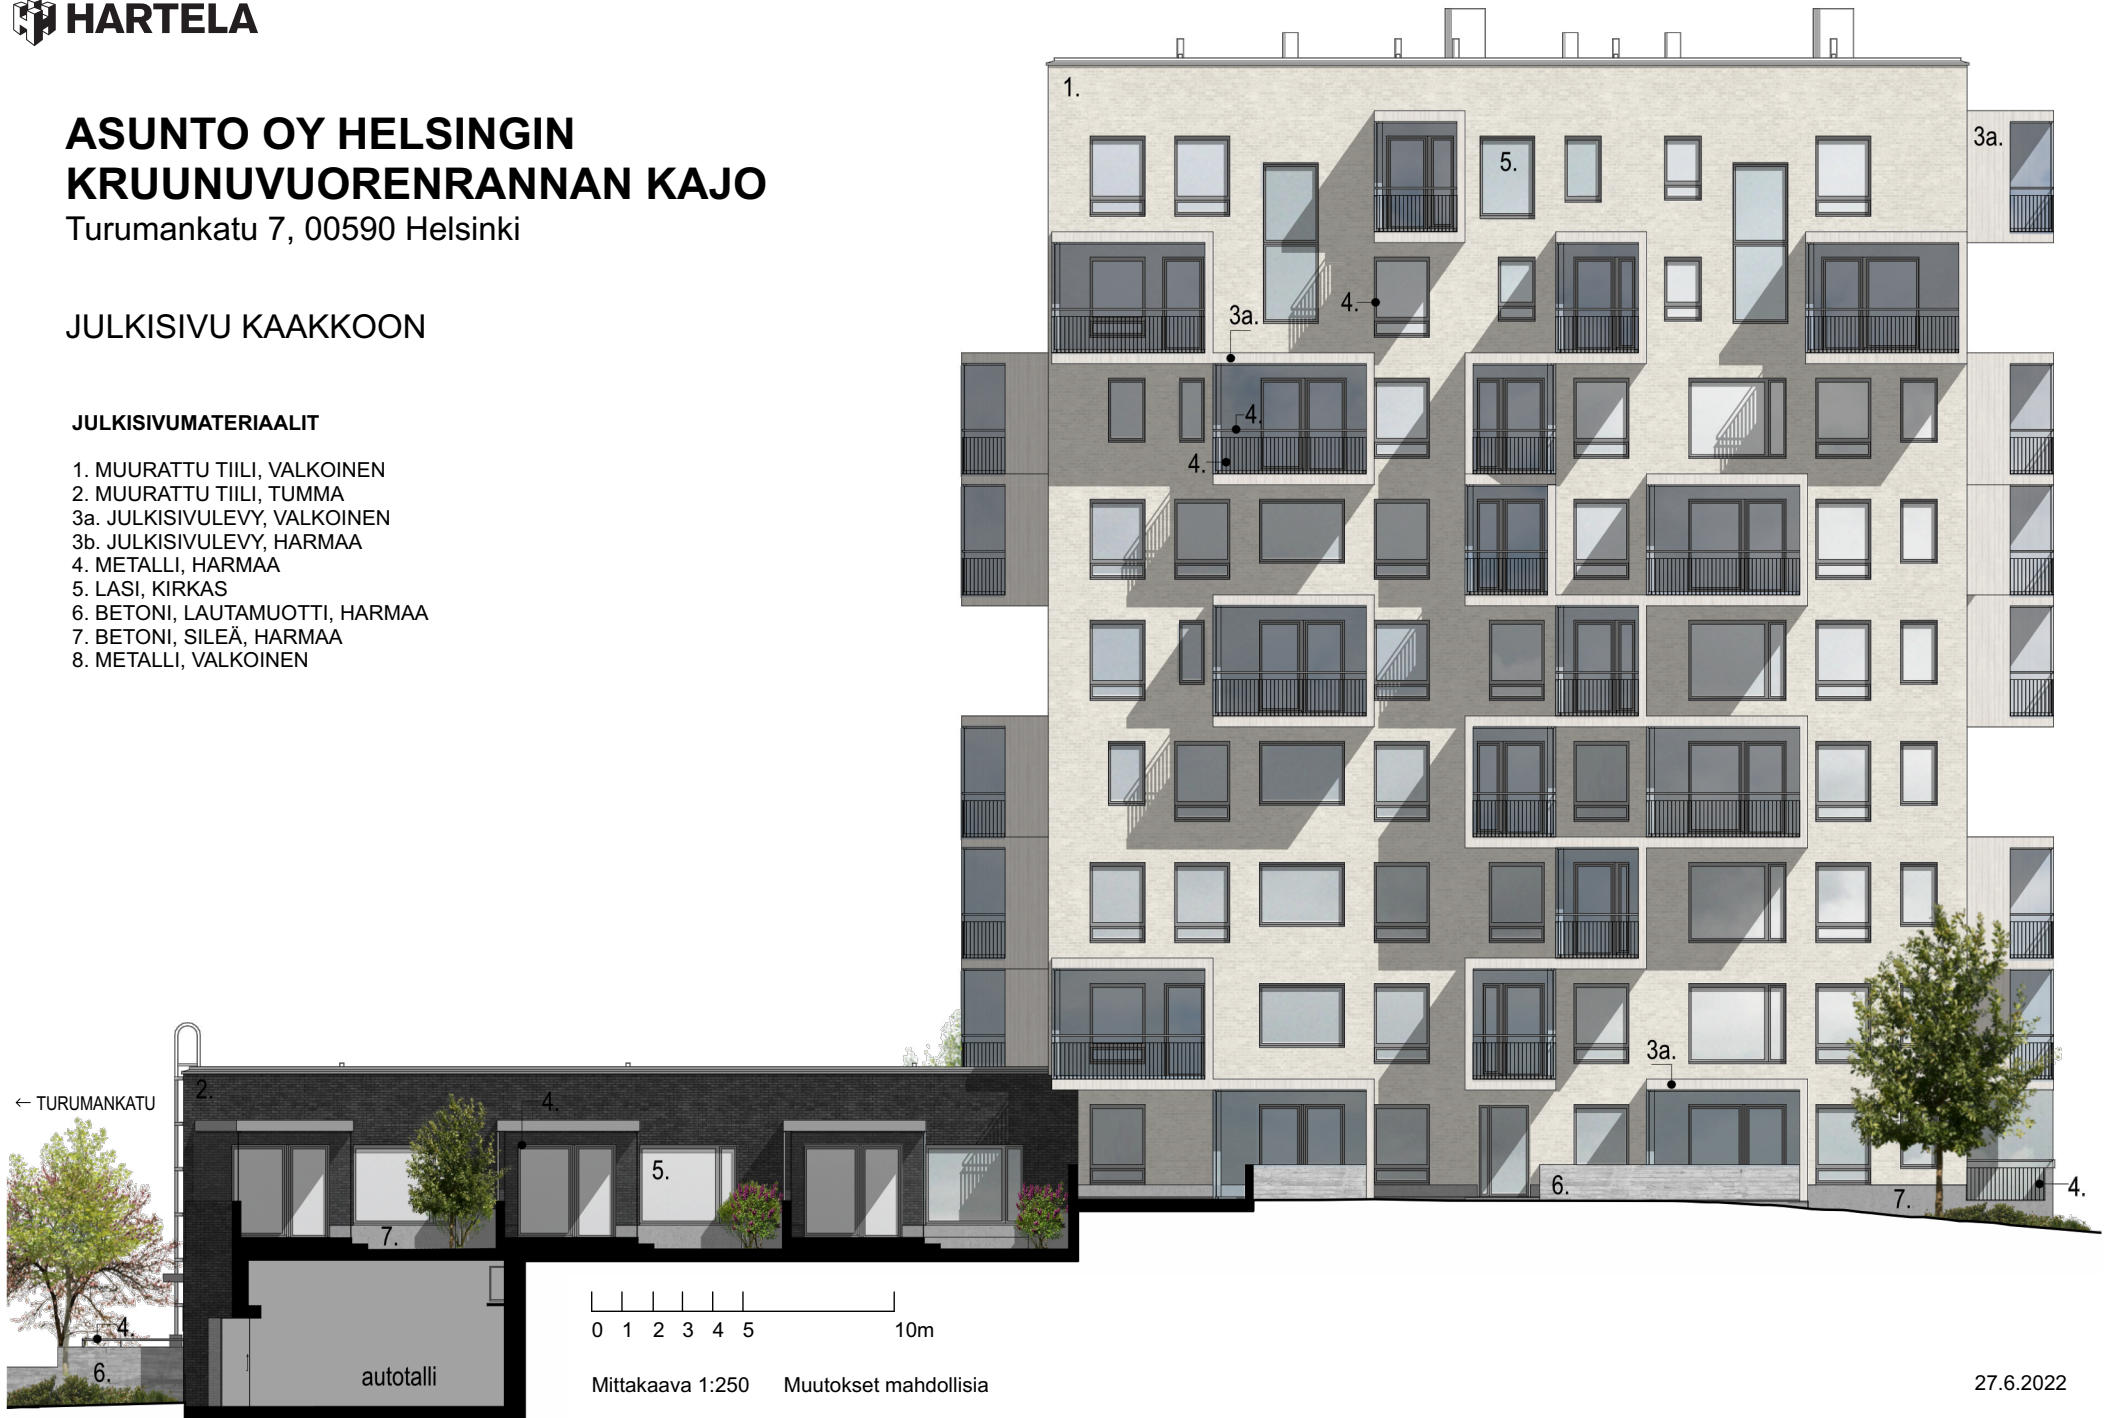 HARTELA
ASUNTO OY HELSINGIN
KRUUNUVUORENRANNAN KAJO
Turumankatu 7, 00590 Helsinki
JULKISIVU KAAKKOON
JULKISIVUMATERIAALIT
1. MUURATTU TIILI, VALKOINEN
2. MUURATTU TIILI, TUMMA
3a. JULKISIVULEVY, VALKOINEN
3b. JULKISIVULEVY, HARMAA
4. METALLI, HARMAA
5. LASI, KIRKAS
6. BETONI, LAUTAMUOTTI, HARMAA
7. BETONI, SILEÄ, HARMAA
8. METALLI, VALKOINEN
1.
3a.
5.
4.
3a.
4.
4.
3a.
2.
4.
← TURUMANKATU
5.
6.
7.
4.
7.
4.
6.
autotalli
0 1 2 3 4 5 10m
Mittakaava 1:250 Muutokset mahdollisia
27.6.2022